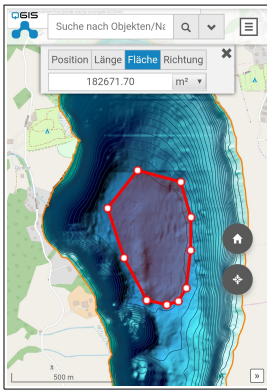 QGIS
Suche nach Objekten/Na
Position Länge Fläche Richtung
182671.70 m²
500 m